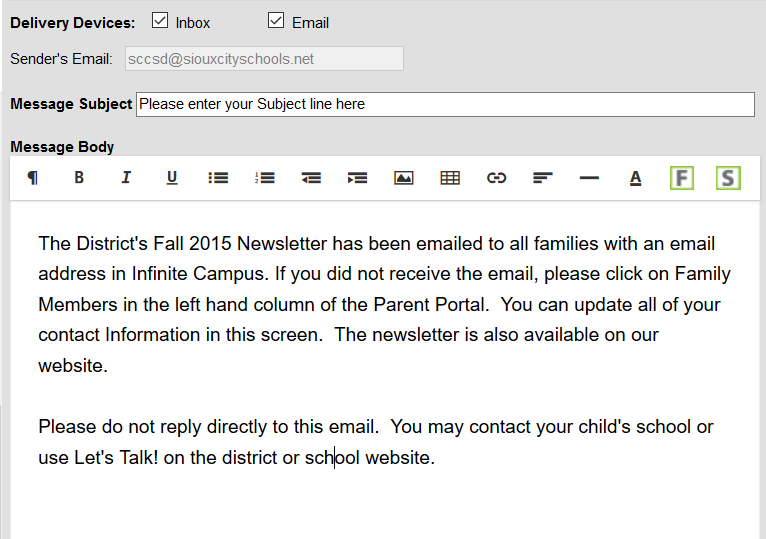 Delivery Devices: Inbox Email
Sender's Email: sccsd@siouxcityschools.net
Message Subject Please enter your Subject line here
Message Body
¶ B I U A F S
The District's Fall 2015 Newsletter has been emailed to all families with an email
address in Infinite Campus. If you did not receive the email, please click on Family
Members in the left hand column of the Parent Portal.  You can update all of your
contact Information in this screen.  The newsletter is also available on our
website.
Please do not reply directly to this email.  You may contact your child's school or
use Let's Talk! on the district or school website.